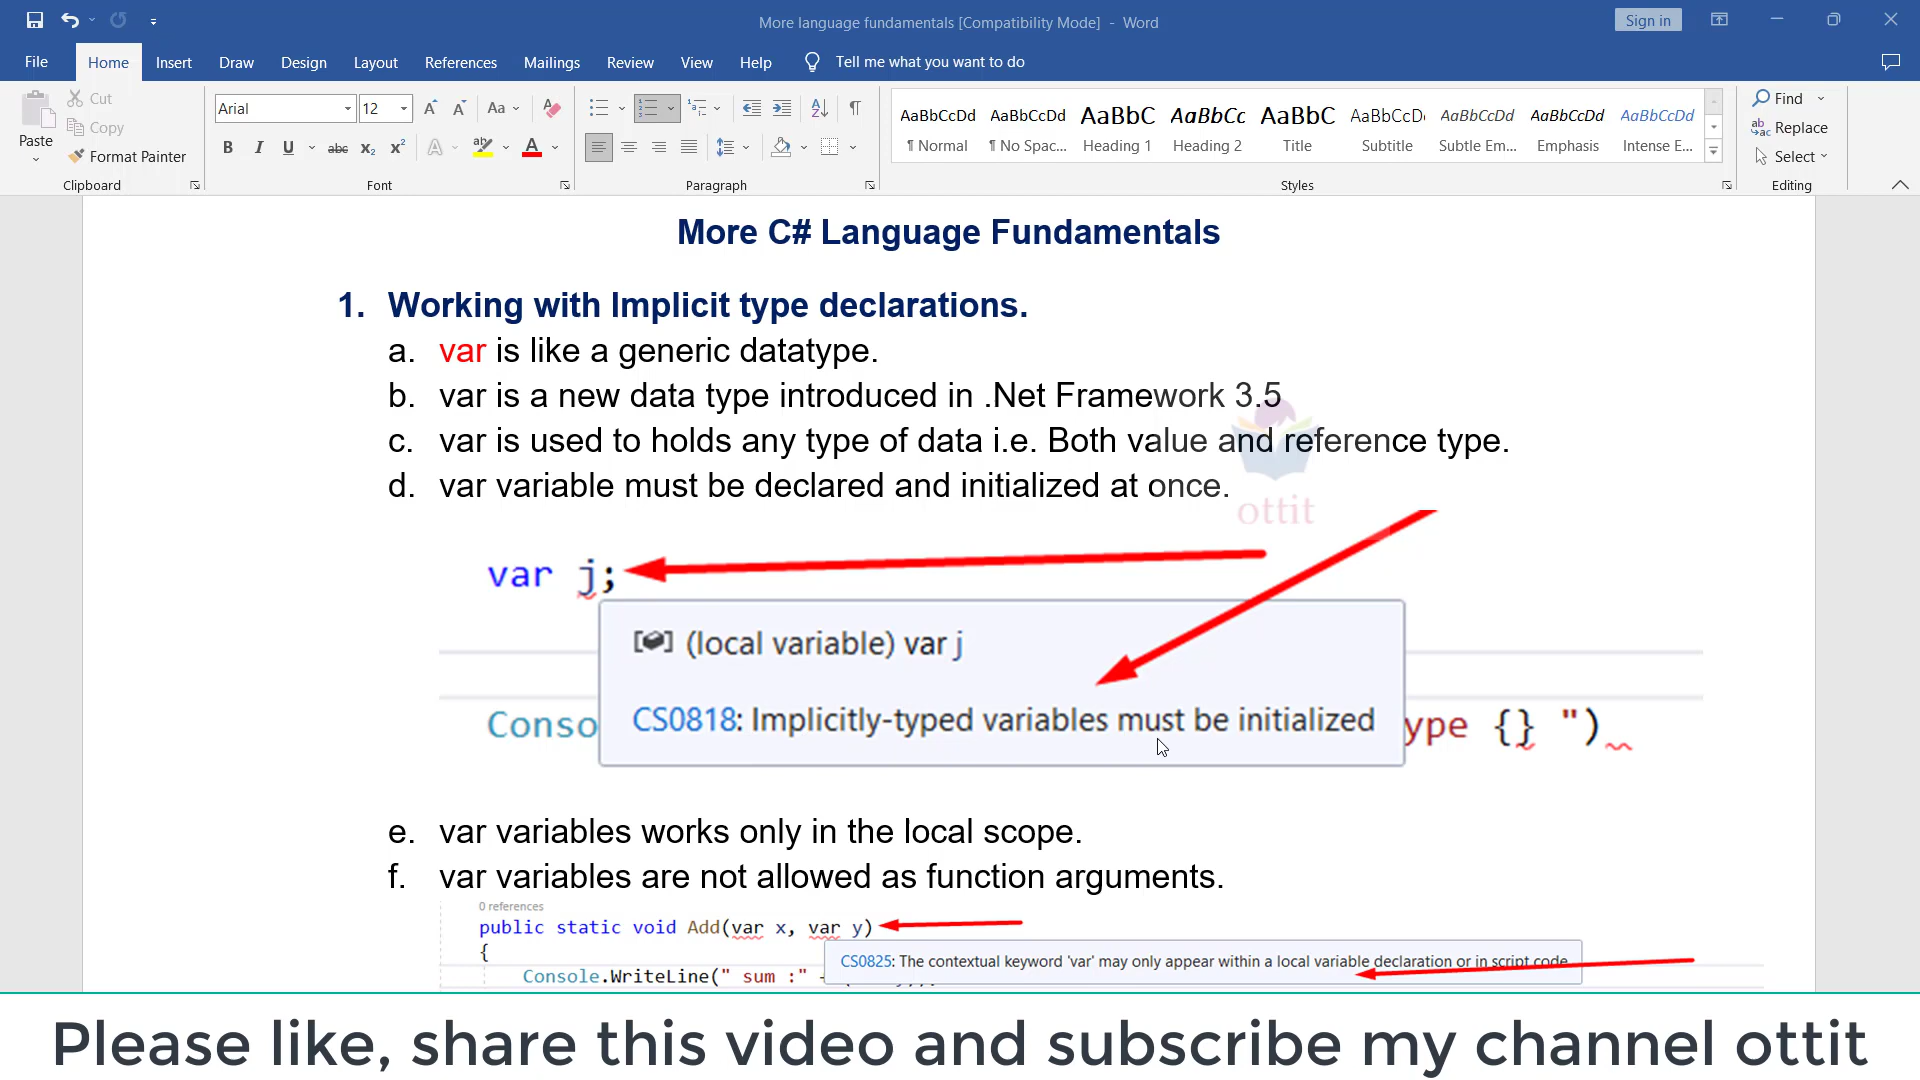 More language fundamentals [Compatibility Mode] - Word
Sign in
File Home Insert Draw Design Layout References Mailings Review View Help Tell me what you want to do
Paste
Cut
Copy
Format Painter
Clipboard
Arial 12
Font
Paragraph
AaBbCcDd AaBbCcDd AaBbC AaBbCc AaBbC AaBbCcD AaBbCcDd AaBbCcDd AaBbCcDd
¶ Normal ¶ No Spac... Heading 1 Heading 2 Title Subtitle Subtle Em... Emphasis Intense E...
Styles
Find
Replace
Select
Editing
More C# Language Fundamentals
1. Working with Implicit type declarations.
a. var is like a generic datatype.
b. var is a new data type introduced in .Net Framework 3.5
c. var is used to holds any type of data i.e. Both value and reference type.
d. var variable must be declared and initialized at once.
ottit
var j;
(local variable) var j
CS0818: Implicitly-typed variables must be initialized
Conso
ype {} ")
e. var variables works only in the local scope.
f. var variables are not allowed as function arguments.
0 references
public static void Add(var x, var y)
{
CS0825: The contextual keyword 'var' may only appear within a local variable declaration or in script code
Console.WriteLine(" sum :"
Please like, share this video and subscribe my channel ottit